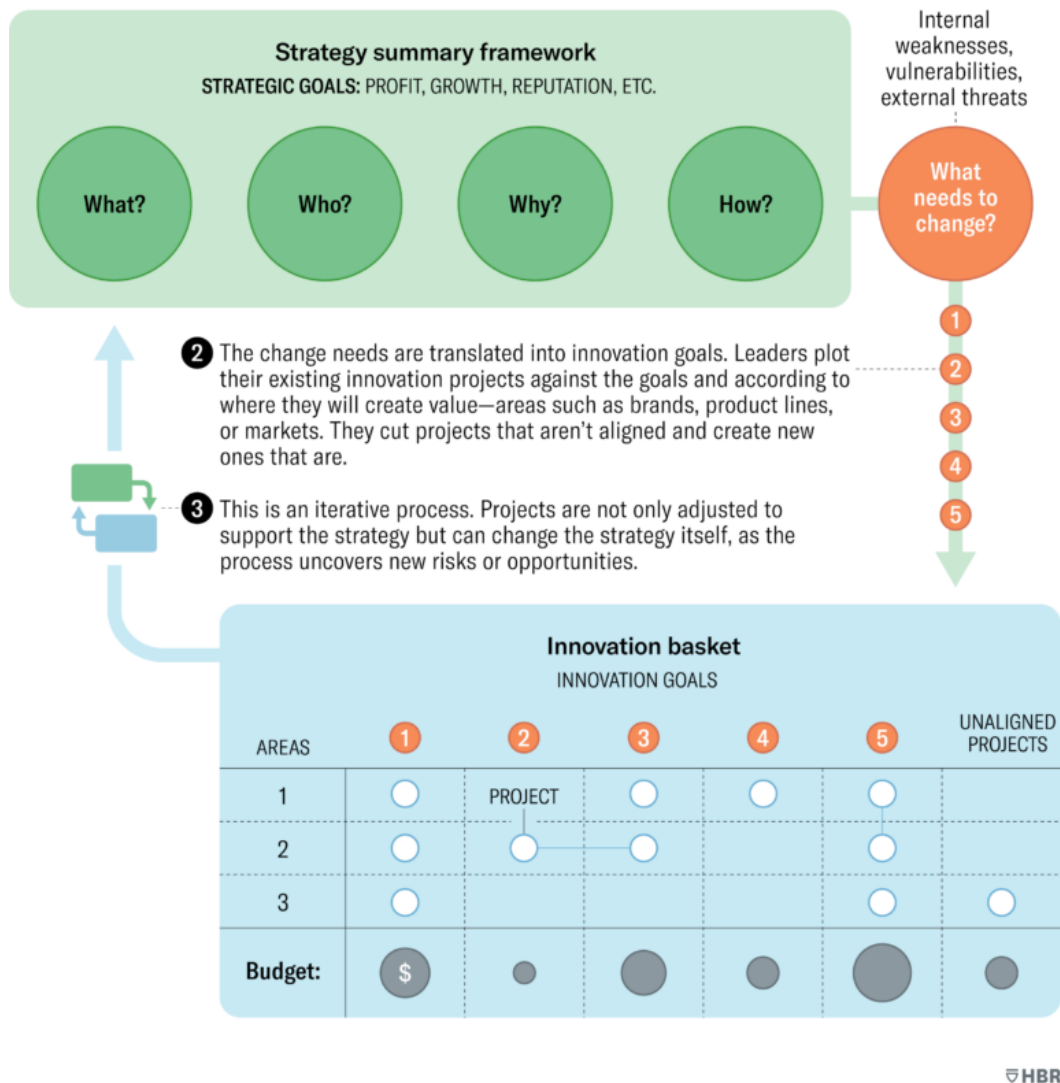 Strategy summary framework
STRATEGIC GOALS: PROFIT, GROWTH, REPUTATION, ETC.
What?
Who?
Why?
How?
Internal
weaknesses,
vulnerabilities,
external threats
What
needs to
change?
1
2
3
4
5
2 The change needs are translated into innovation goals. Leaders plot
their existing innovation projects against the goals and according to
where they will create value—areas such as brands, product lines,
or markets. They cut projects that aren’t aligned and create new
ones that are.
3 This is an iterative process. Projects are not only adjusted to
support the strategy but can change the strategy itself, as the
process uncovers new risks or opportunities.
Innovation basket
INNOVATION GOALS
AREAS
1
2
3
4
5
UNALIGNED
PROJECTS
1
PROJECT
2
3
Budget:
$
HBR